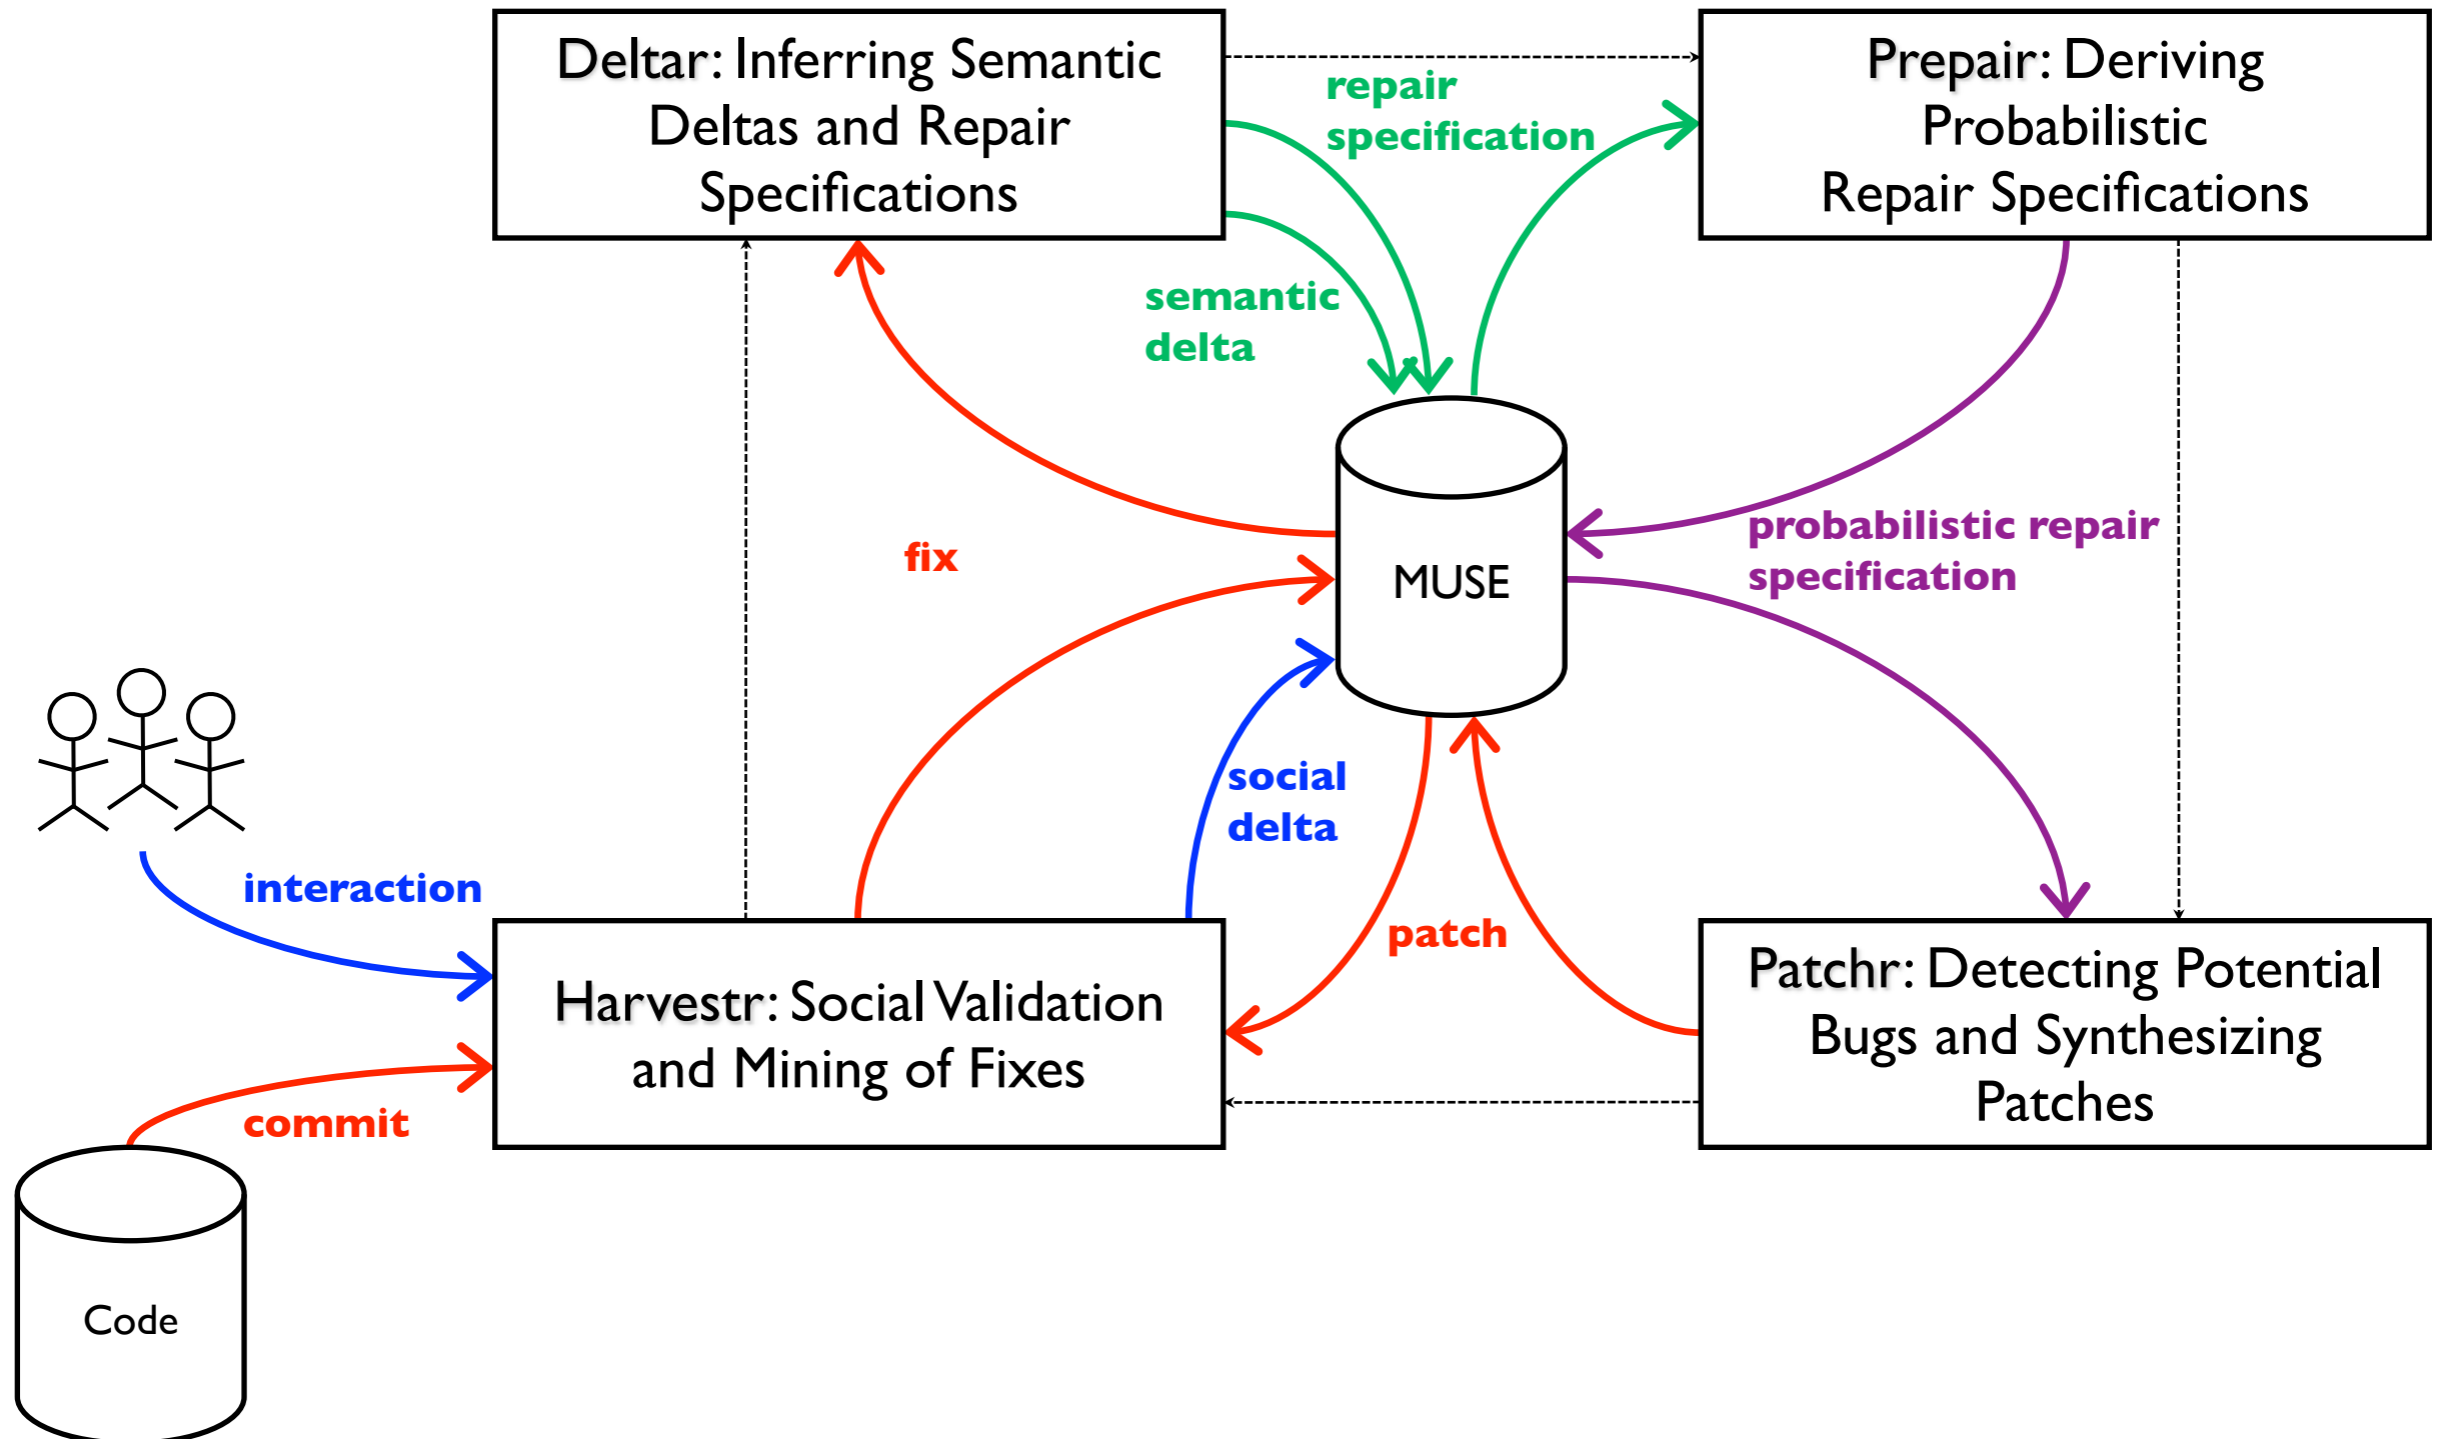 Deltar: Inferring Semantic
Deltas and Repair
Specifications
repair
specification
Prepair: Deriving
Probabilistic
Repair Specifications
semantic
delta
fix
MUSE
probabilistic repair
specification
social
delta
interaction
patch
Harvestr: Social Validation
and Mining of Fixes
Patchr: Detecting Potential
Bugs and Synthesizing
Patches
commit
Code